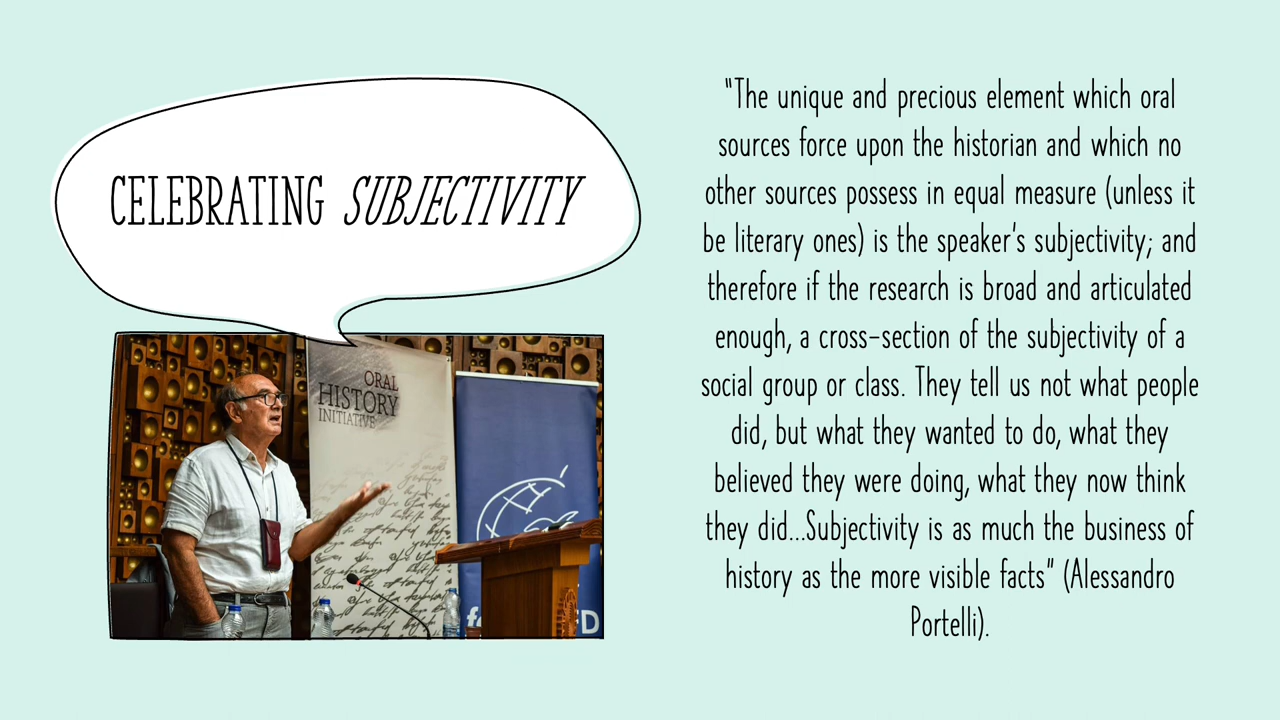 CELEBRATING SUBJECTIVITY
ORAL
HISTORY
INITIATIVE
"The unique and precious element which oral
sources force upon the historian and which no
other sources possess in equal measure (unless it
be literary ones) is the speaker's subjectivity; and
therefore if the research is broad and articulated
enough, a cross-section of the subjectivity of a
social group or class. They tell us not what people
did, but what they wanted to do, what they
believed they were doing, what they now think
they did...Subjectivity is as much the business of
history as the more visible facts" (Alessandro
Portelli).